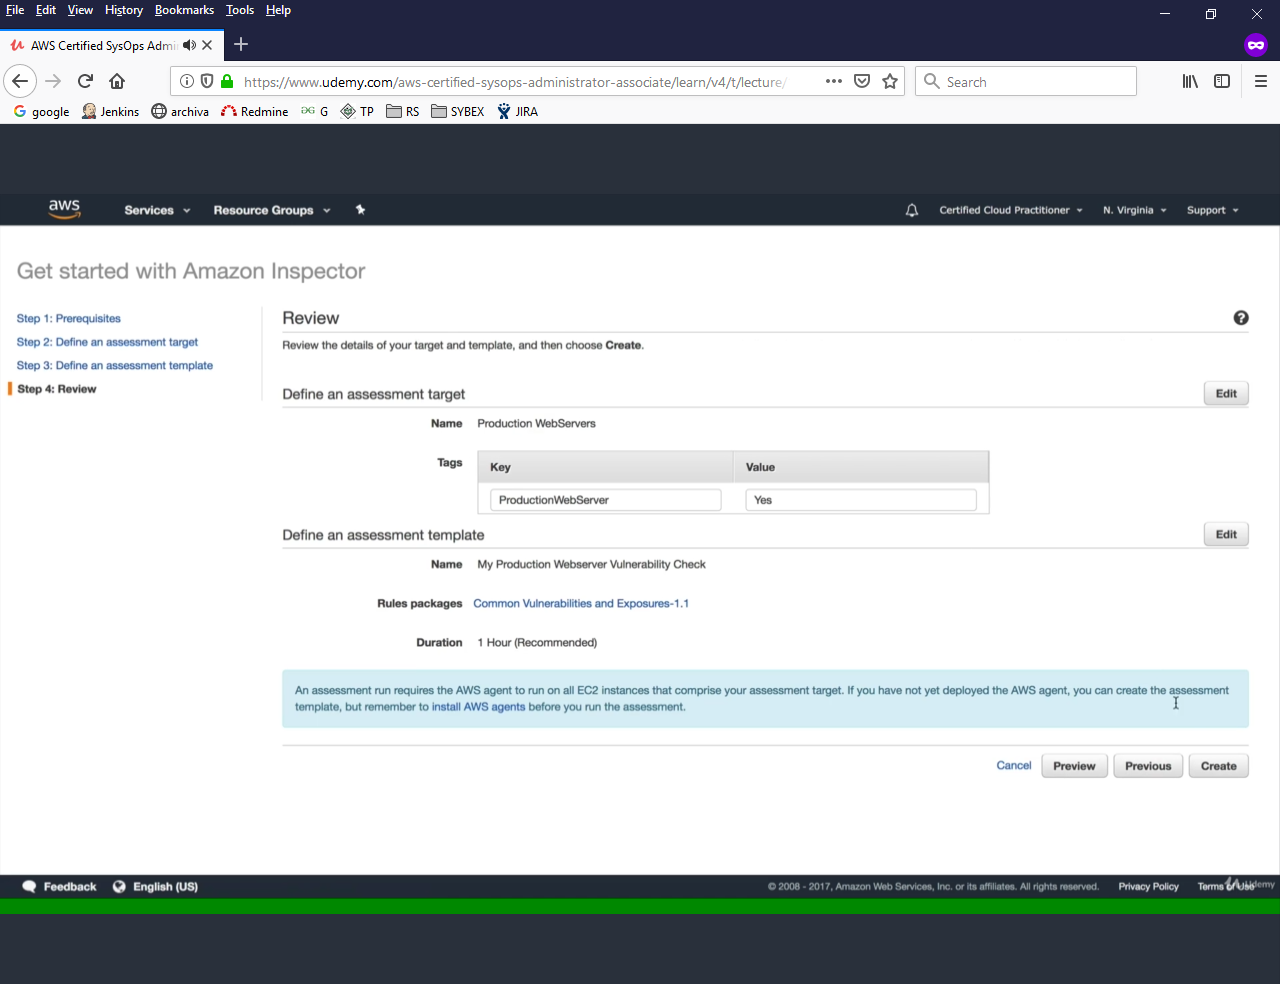 File Edit View History Bookmarks Tools Help
AWS Certified SysOps Admi
https://www.udemy.com/aws-certified-sysops-administrator-associate/learn/v4/t/lecture/
Search
google Jenkins archiva Redmine G TP RS SYBEX JIRA
aws Services Resource Groups Certified Cloud Practitioner N. Virginia Support
Get started with Amazon Inspector
Step 1: Prerequisites
Step 2: Define an assessment target
Step 3: Define an assessment template
Step 4: Review
Review
Review the details of your target and template, and then choose Create.
Define an assessment target Edit
Name Production WebServers
Tags Key Value
ProductionWebServer Yes
Define an assessment template Edit
Name My Production Webserver Vulnerability Check
Rules packages Common Vulnerabilities and Exposures-1.1
Duration 1 Hour (Recommended)
An assessment run requires the AWS agent to run on all EC2 instances that comprise your assessment target. If you have not yet deployed the AWS agent, you can create the assessment
template, but remember to install AWS agents before you run the assessment.
Cancel Preview Previous Create
Feedback English (US) © 2008 - 2017, Amazon Web Services, Inc. or its affiliates. All rights reserved. Privacy Policy Terms of Use Udemy